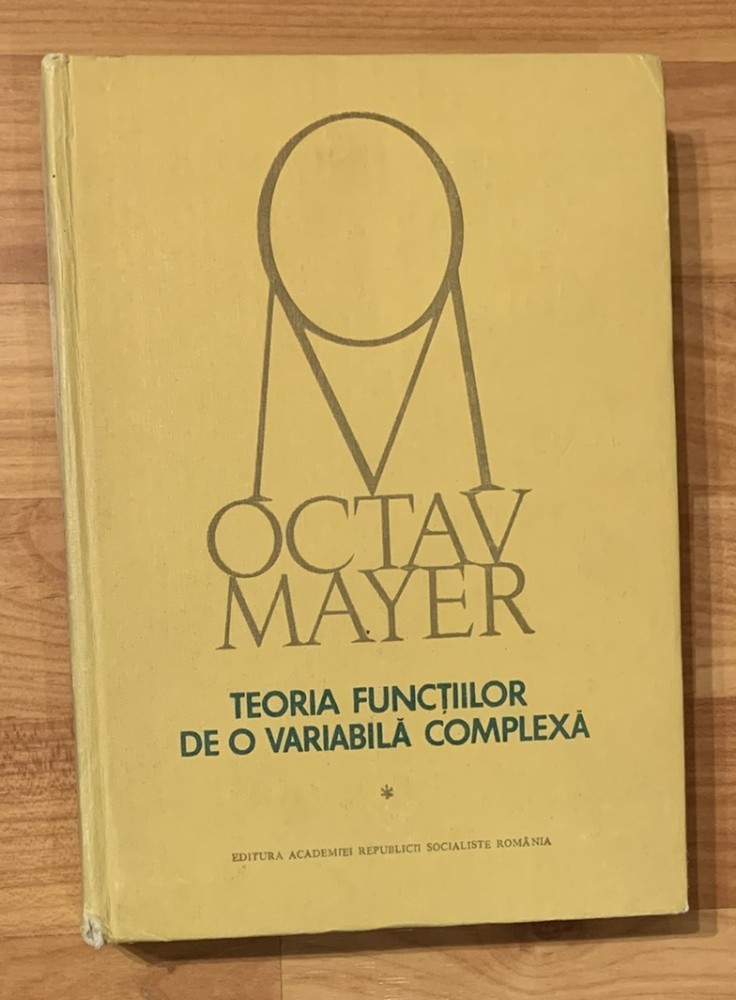 OCTAV
MAYER
TEORIA FUNCȚIILOR
DE O VARIABILĂ COMPLEXĂ
*
EDITURA ACADEMIEI REPUBLICII SOCIALISTE ROMÂNIA